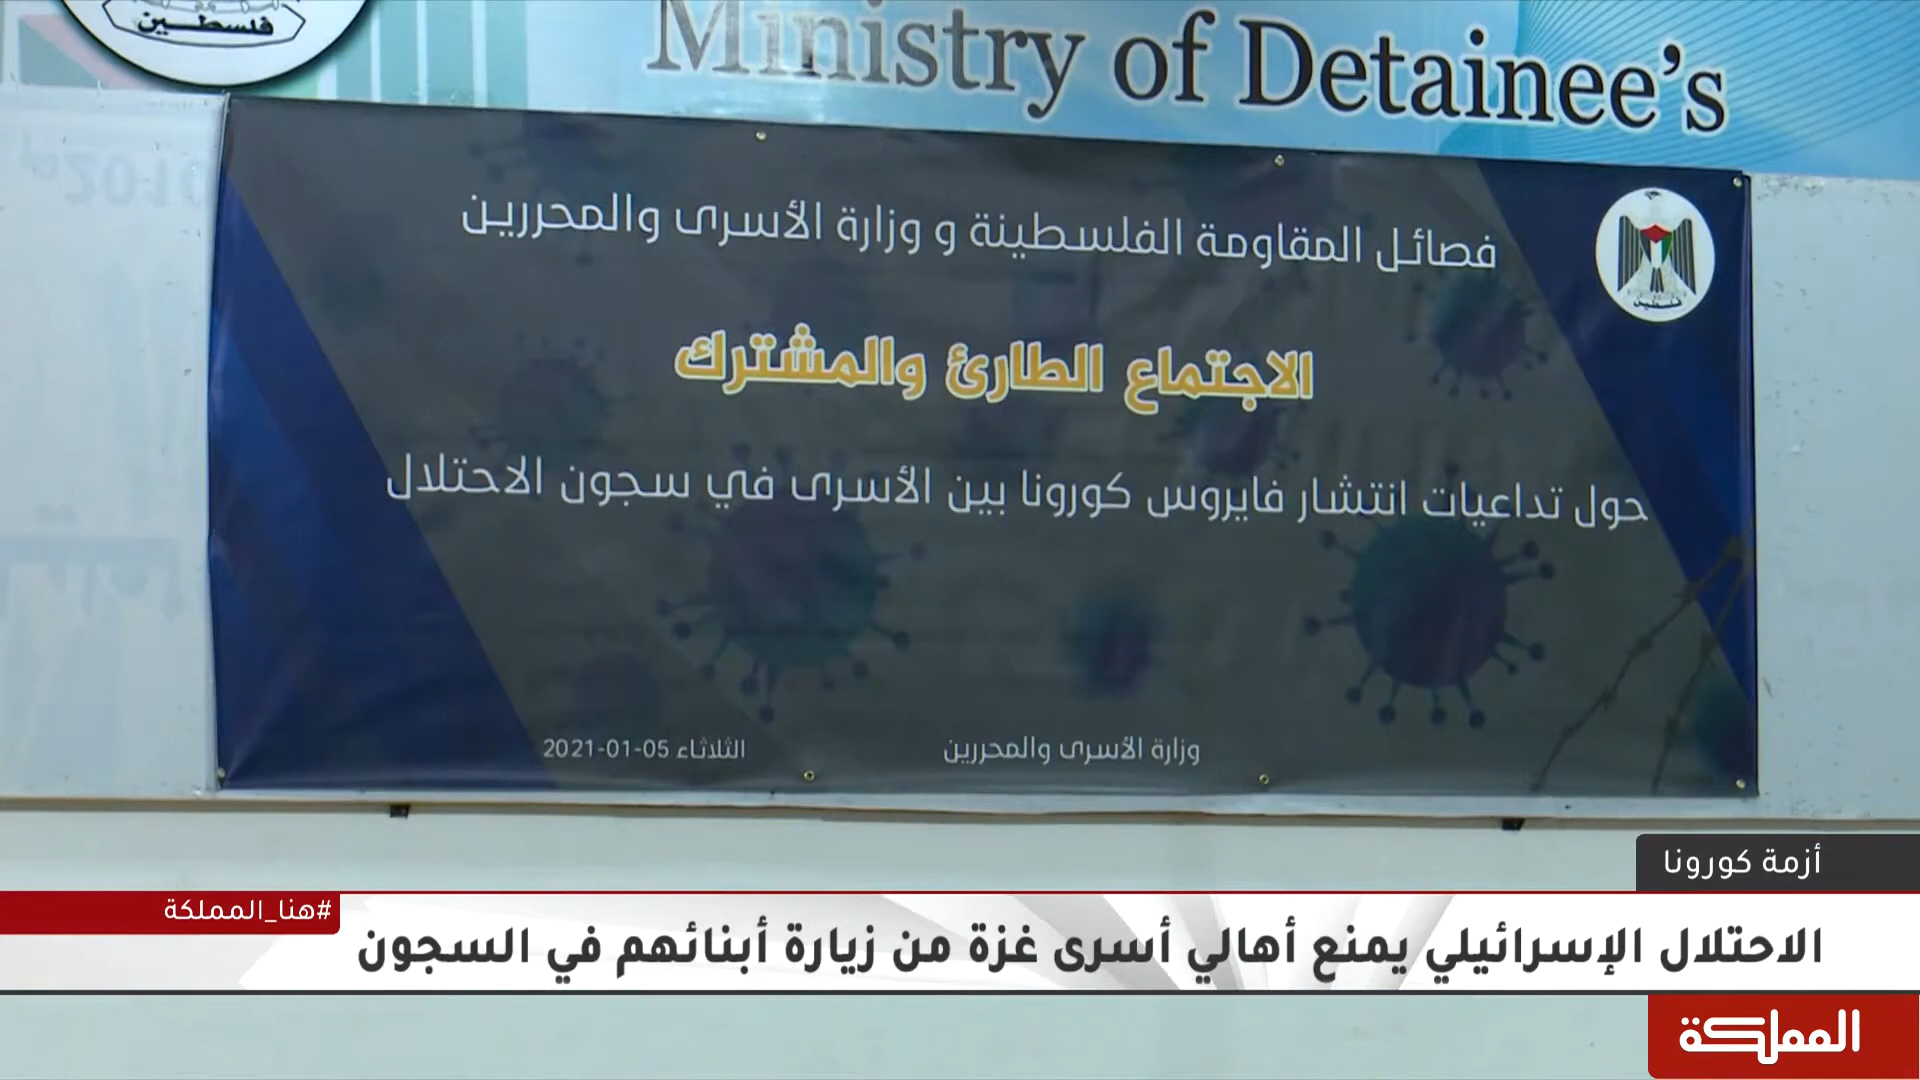 فلسطين
Ministry of Detainee's
فصائل المقاومة الفلسطينة و وزارة الأسرى والمحررين
فلسطين
الاجتماع الطارئ والمشترك
حول تداعيات انتشار فايروس كورونا بين الأسرى في سجون الاحتلال
وزارة الأسرى والمحررين
الثلاثاء 05-01-2021
أزمة كورونا
#هنا_المملكة
الاحتلال الإسرائيلي يمنع أهالي أسرى غزة من زيارة أبنائهم في السجون
المملكة